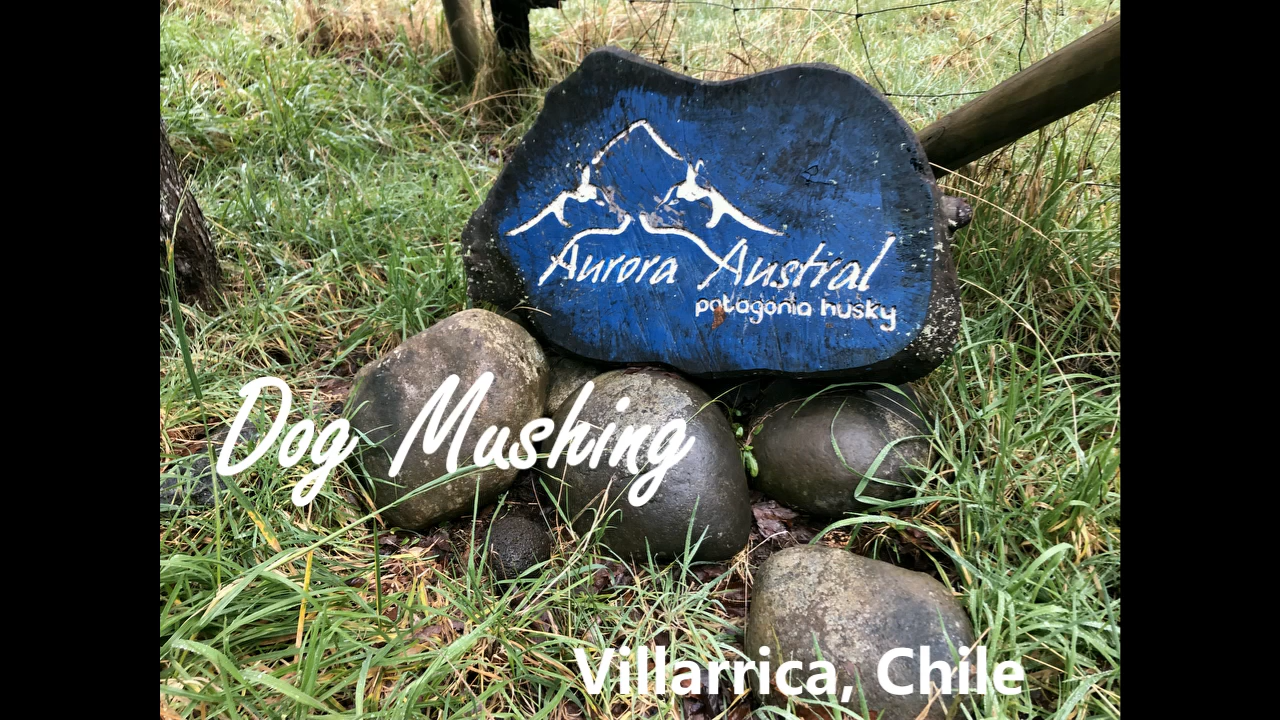 Aurora Austral
patagonia husky
Dog Mushing
Villarrica, Chile